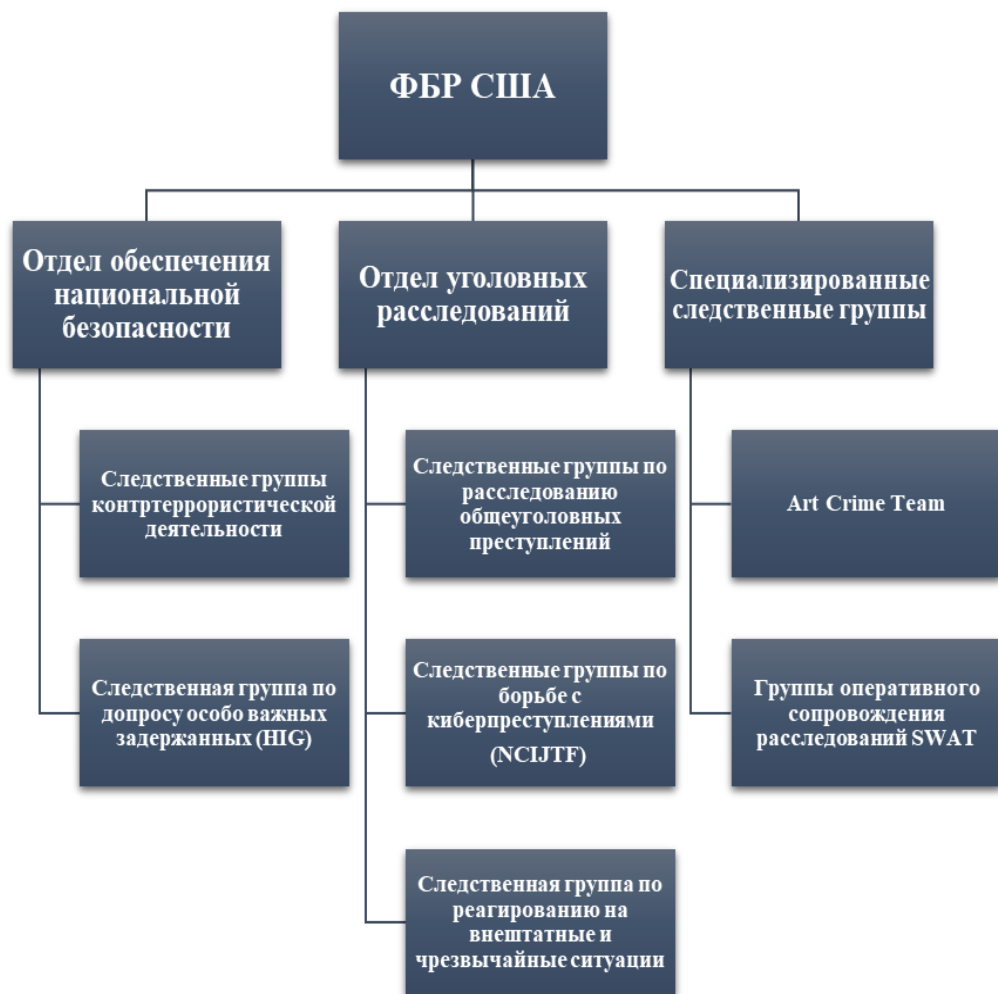 ФБР США
Отдел обеспечения
национальной
безопасности
Следственные группы
контртеррористической
деятельности
Следственная группа по
допросу особо важных
задержанных (HIG)
Отдел уголовных
расследований
Следственные группы по
расследованию
общеуголовных
преступлений
Следственные группы по
борьбе с
киберпреступлениями
(NCIJTF)
Следственная группа по
реагированию на
внештатные и
чрезвычайные ситуации
Специализированные
следственные группы
Art Crime Team
Группы оперативного
сопровождения
расследований SWAT